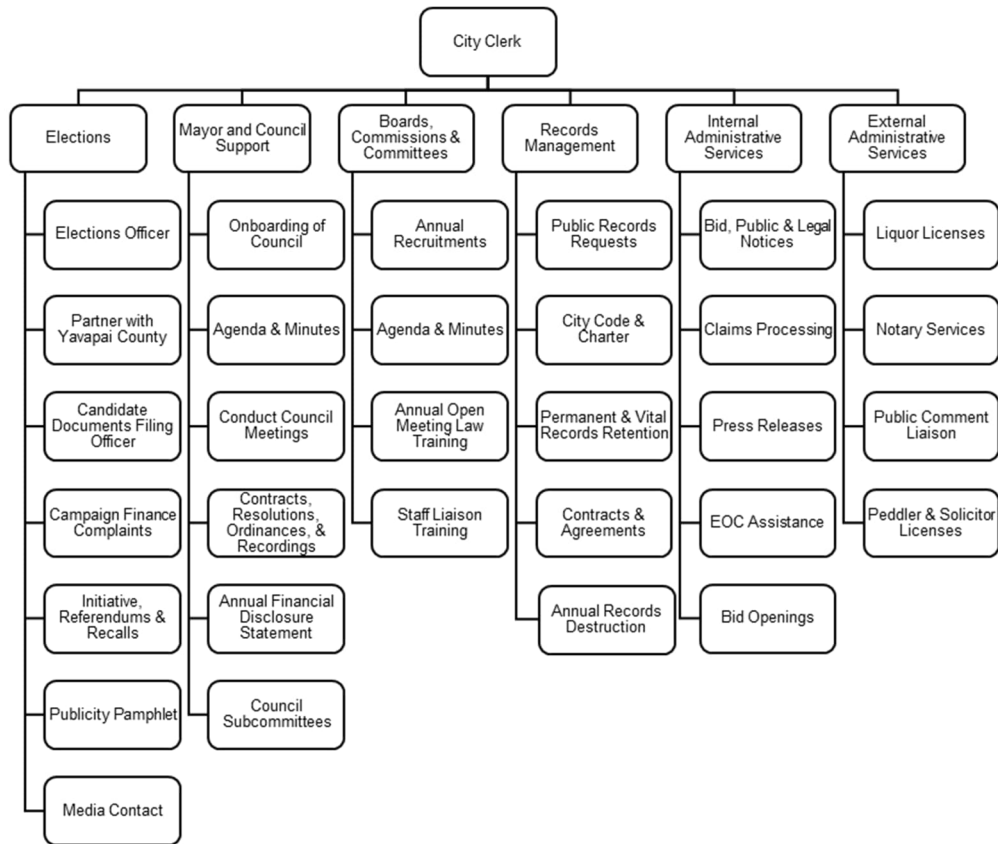 City Clerk
Elections
Mayor and Council
Support
Boards,
Commissions &
Committees
Records
Management
Internal
Administrative
Services
External
Administrative
Services
Elections Officer
Partner with
Yavapai County
Candidate
Documents Filing
Officer
Campaign Finance
Complaints
Initiative,
Referendums &
Recalls
Publicity Pamphlet
Media Contact
Onboarding of
Council
Agenda & Minutes
Conduct Council
Meetings
Contracts,
Resolutions,
Ordinances, &
Recordings
Annual Financial
Disclosure
Statement
Council
Subcommittees
Annual
Recruitments
Agenda & Minutes
Annual Open
Meeting Law
Training
Staff Liaison
Training
Public Records
Requests
City Code &
Charter
Permanent & Vital
Records Retention
Contracts &
Agreements
Annual Records
Destruction
Bid, Public & Legal
Notices
Claims Processing
Press Releases
EOC Assistance
Bid Openings
Liquor Licenses
Notary Services
Public Comment
Liaison
Peddler & Solicitor
Licenses